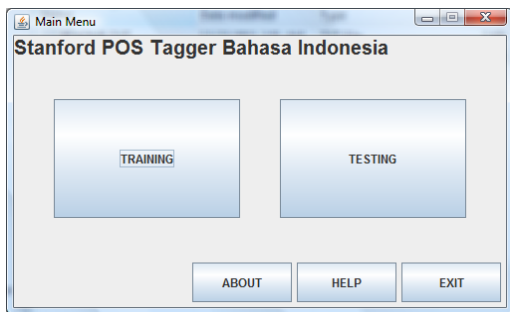 Main Menu
Stanford POS Tagger Bahasa Indonesia
TRAINING
TESTING
ABOUT
HELP
EXIT